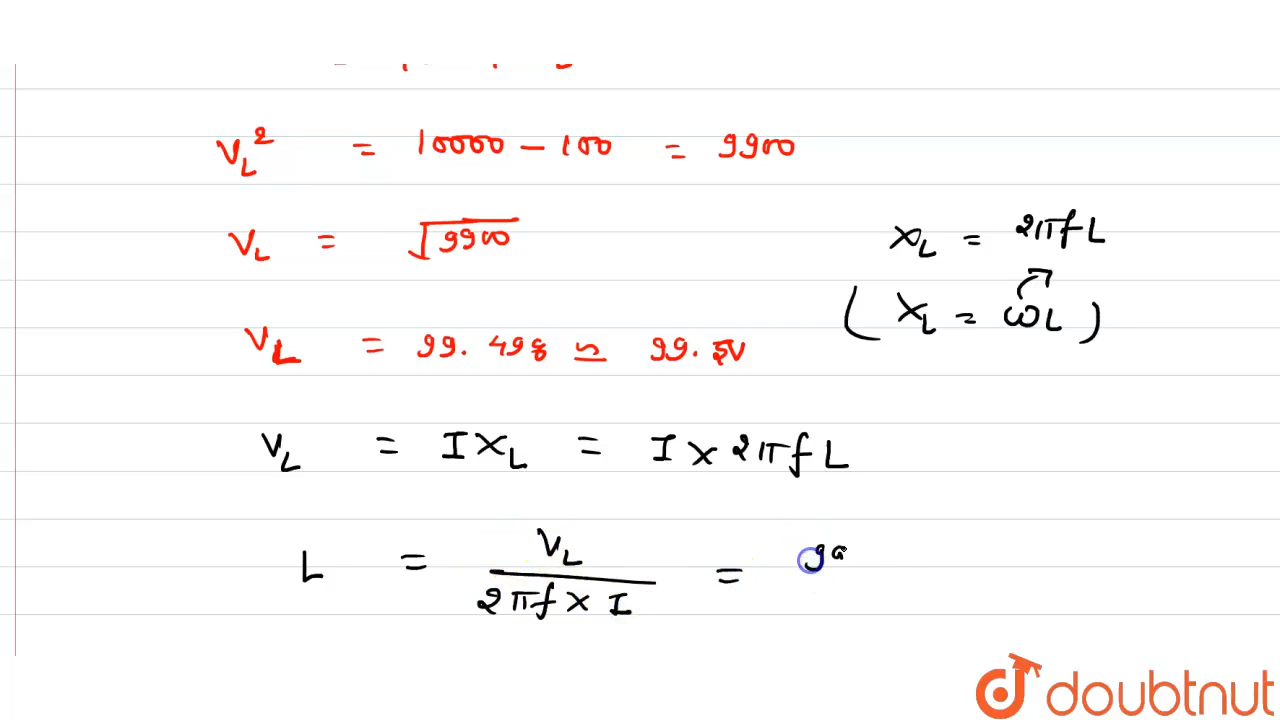 V_L² = 10000 – 100 = 9900
V_L = √9900
X_L = 2πfL
(X_L = ωL)
V_L = 99.498 ≃ 99.5V
V_L = IX_L = I × 2πfL
L = V_L / 2πf × I = 99
doubtnut